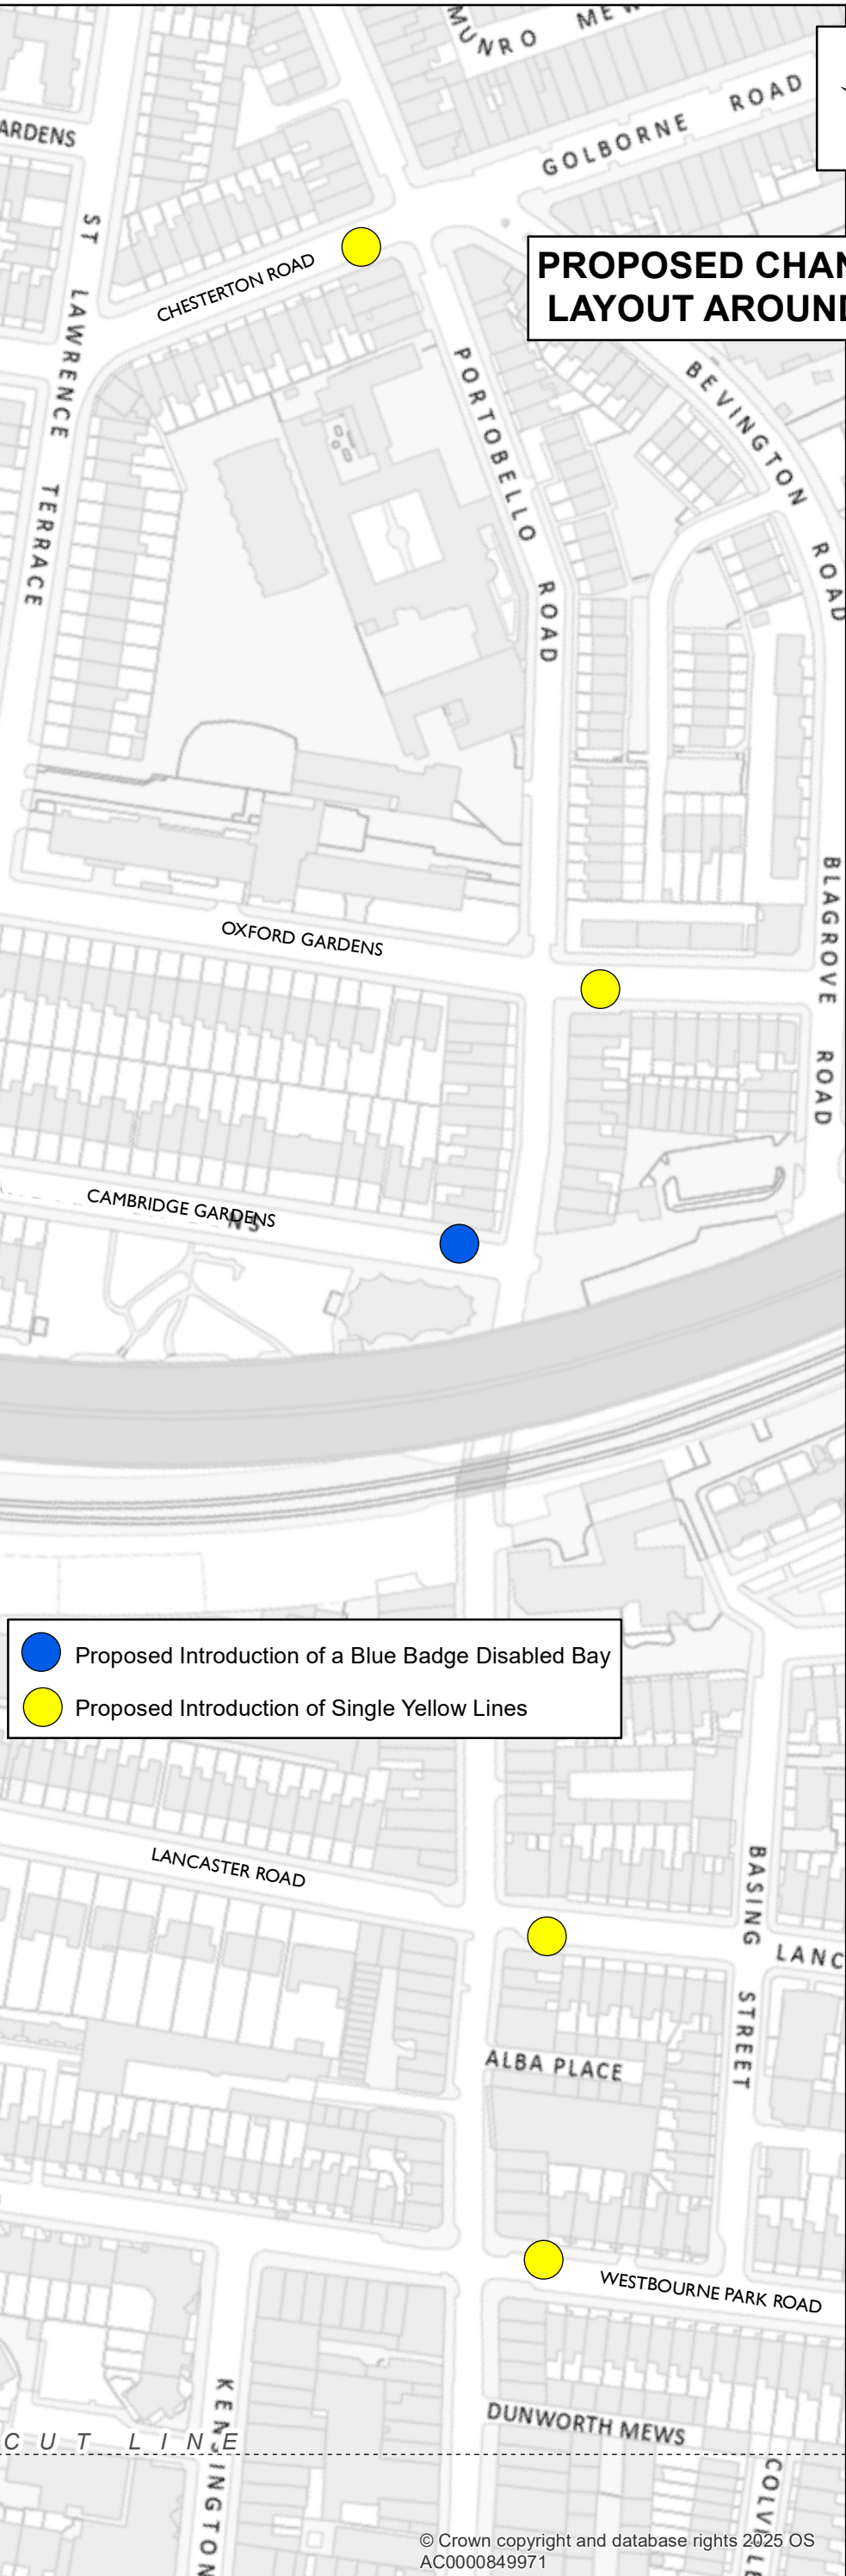 MUNRO MEW
ARDENS
GOLBORNE ROAD
ST LAWRENCE TERRACE
CHESTERTON ROAD
PROPOSED CHAN
LAYOUT AROUND
PORTOBELLO ROAD
BEVINGTON ROAD
BLAGROVE ROAD
OXFORD GARDENS
CAMBRIDGE GARDENS
NS
Proposed Introduction of a Blue Badge Disabled Bay
Proposed Introduction of Single Yellow Lines
LANCASTER ROAD
BASING STREET
LANC
ALBA PLACE
WESTBOURNE PARK ROAD
KENSINGTON
DUNWORTH MEWS
CUT LINE
COLVILLE
© Crown copyright and database rights 2025 OS
AC0000849971